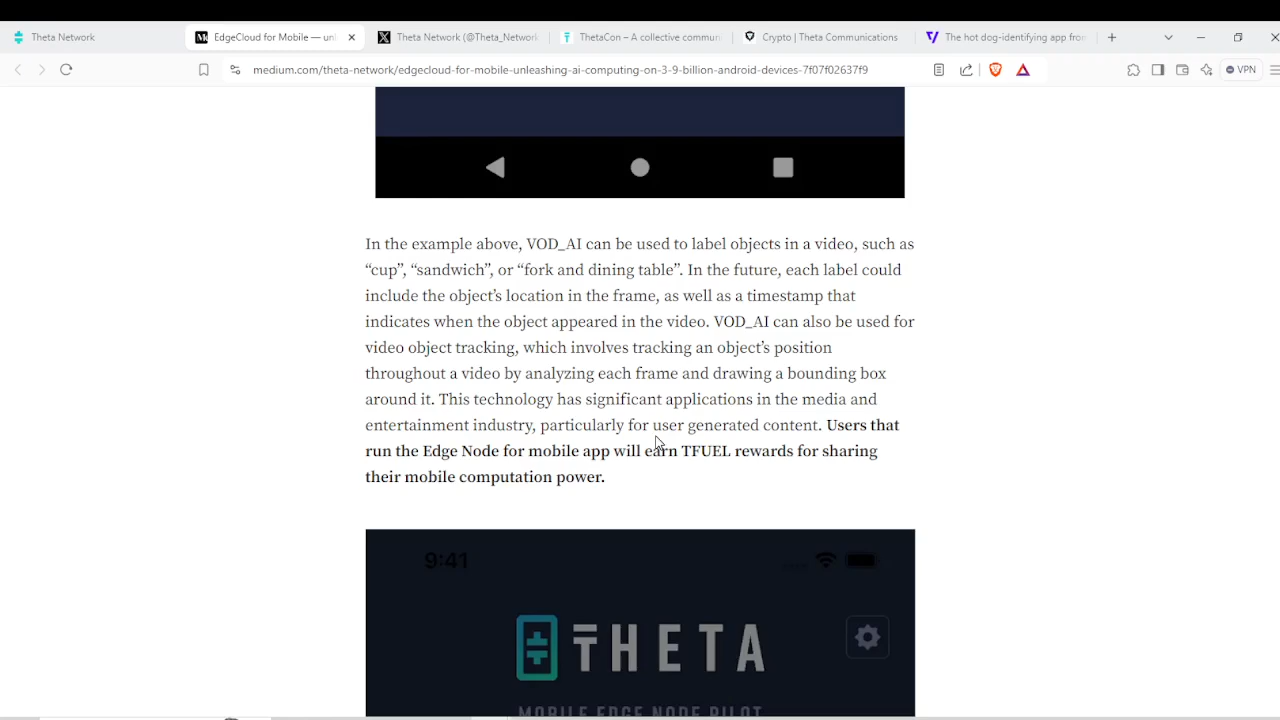 Theta Network
EdgeCloud for Mobile — un
Theta Network (@Theta_Network
ThetaCon – A collective commun
Crypto | Theta Communications
The hot dog-identifying app from
medium.com/theta-network/edgecloud-for-mobile-unleashing-ai-computing-on-3-9-billion-android-devices-7f07f02637f9
VPN
In the example above, VOD_AI can be used to label objects in a video, such as
“cup”, “sandwich”, or “fork and dining table”. In the future, each label could
include the object’s location in the frame, as well as a timestamp that
indicates when the object appeared in the video. VOD_AI can also be used for
video object tracking, which involves tracking an object’s position
throughout a video by analyzing each frame and drawing a bounding box
around it. This technology has significant applications in the media and
entertainment industry, particularly for user generated content. Users that
run the Edge Node for mobile app will earn TFUEL rewards for sharing
their mobile computation power.
9:41
THETA
MOBILE EDGE NODE PILOT